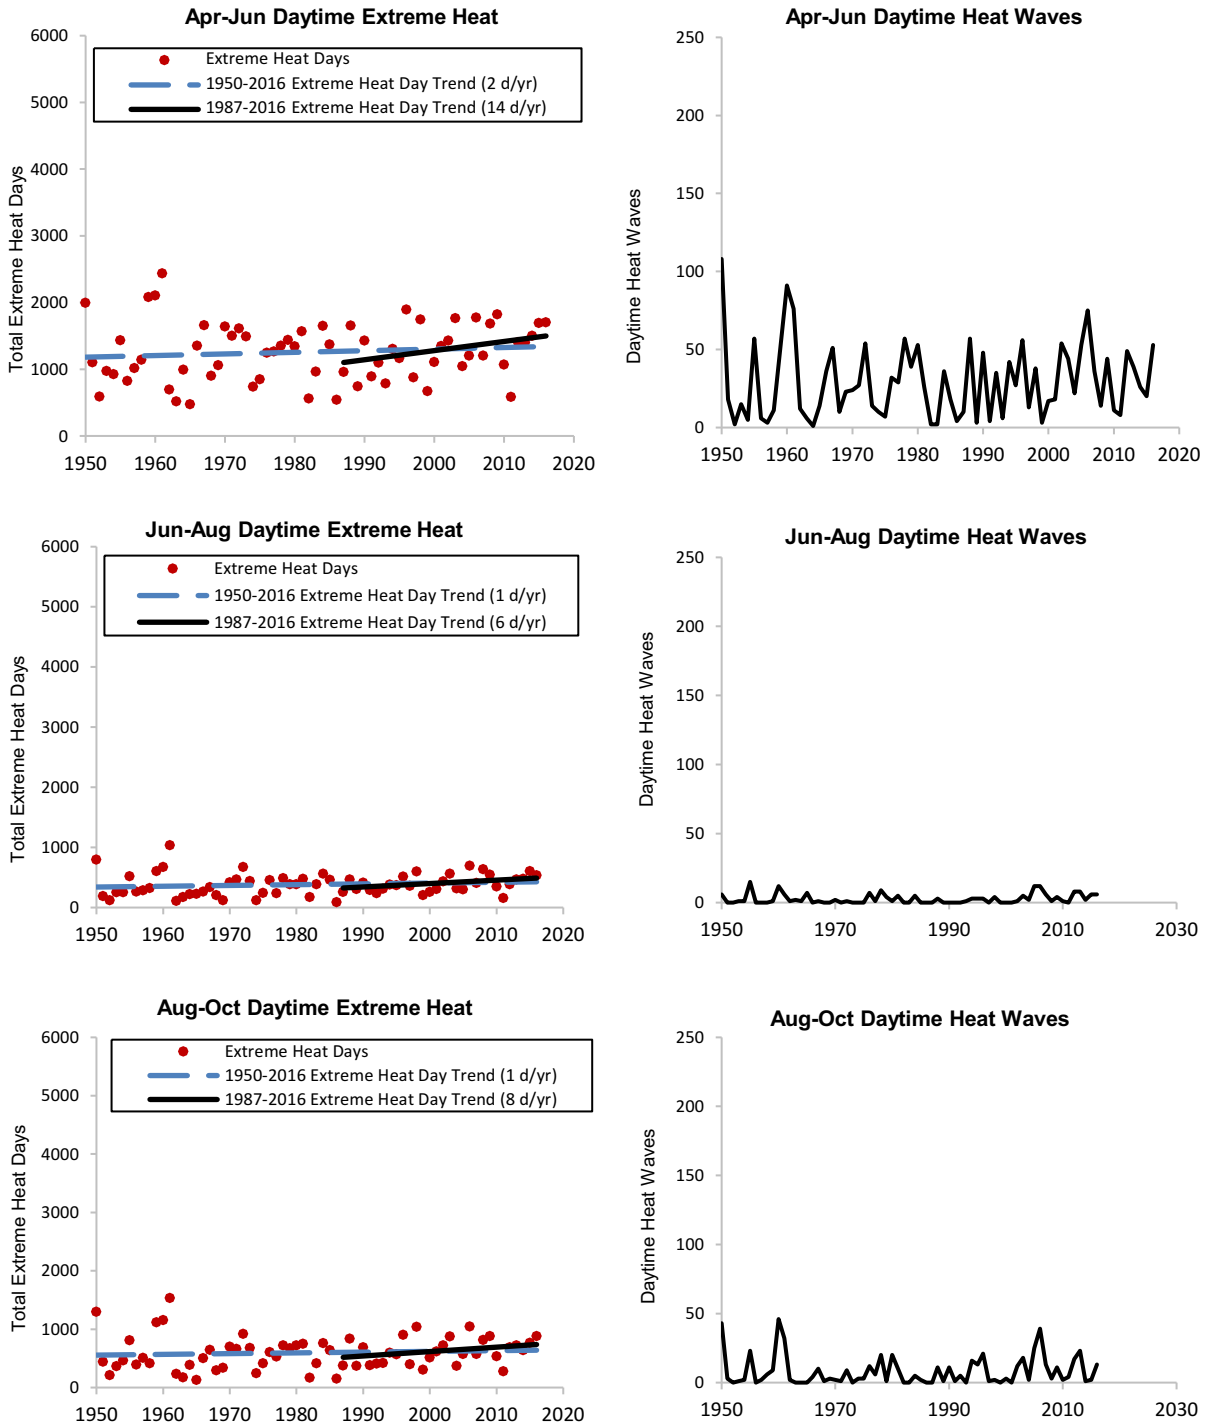 Apr-Jun Daytime Extreme Heat
6000
5000
4000
3000
2000
1000
0
Total Extreme Heat Days
Extreme Heat Days
1950-2016 Extreme Heat Day Trend (2 d/yr)
1987-2016 Extreme Heat Day Trend (14 d/yr)
1950 1960 1970 1980 1990 2000 2010 2020
Apr-Jun Daytime Heat Waves
250
200
150
100
50
0
Daytime Heat Waves
1950 1960 1970 1980 1990 2000 2010 2020
Jun-Aug Daytime Extreme Heat
6000
5000
4000
3000
2000
1000
0
Total Extreme Heat Days
Extreme Heat Days
1950-2016 Extreme Heat Day Trend (1 d/yr)
1987-2016 Extreme Heat Day Trend (6 d/yr)
1950 1960 1970 1980 1990 2000 2010 2020
Jun-Aug Daytime Heat Waves
250
200
150
100
50
0
Daytime Heat Waves
1950 1970 1990 2010 2030
Aug-Oct Daytime Extreme Heat
6000
5000
4000
3000
2000
1000
0
Total Extreme Heat Days
Extreme Heat Days
1950-2016 Extreme Heat Day Trend (1 d/yr)
1987-2016 Extreme Heat Day Trend (8 d/yr)
1950 1960 1970 1980 1990 2000 2010 2020
Aug-Oct Daytime Heat Waves
250
200
150
100
50
0
Daytime Heat Waves
1950 1970 1990 2010 2030